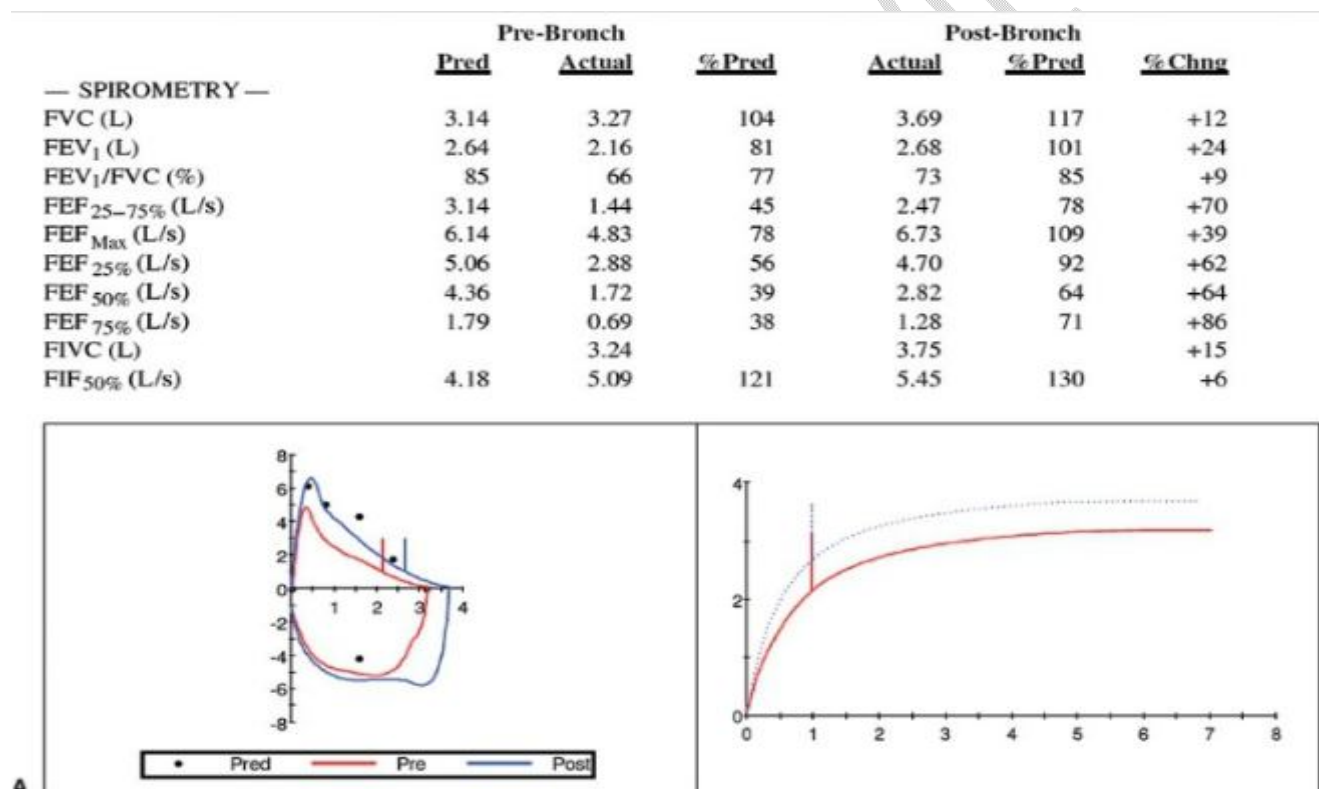 Pre-Bronch Post-Bronch
Pred Actual % Pred Actual % Pred % Chng
— SPIROMETRY —
FVC (L) 3.14 3.27 104 3.69 117 +12
FEV1 (L) 2.64 2.16 81 2.68 101 +24
FEV1/FVC (%) 85 66 77 73 85 +9
FEF25–75% (L/s) 3.14 1.44 45 2.47 78 +70
FEFMax (L/s) 6.14 4.83 78 6.73 109 +39
FEF25% (L/s) 5.06 2.88 56 4.70 92 +62
FEF50% (L/s) 4.36 1.72 39 2.82 64 +64
FEF75% (L/s) 1.79 0.69 38 1.28 71 +86
FIVC (L) 3.24 3.75 +15
FIF50% (L/s) 4.18 5.09 121 5.45 130 +6
8
6
4
2
0
1 2 3 4
-2
-4
-6
-8
Pred Pre Post
4
2
0
0 1 2 3 4 5 6 7 8